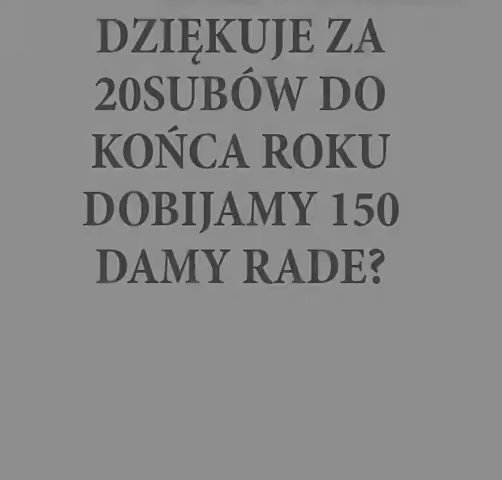 DZIĘKUJE ZA
20SUBÓW DO
KOŃCA ROKU
DOBIJAMY 150
DAMY RADE?